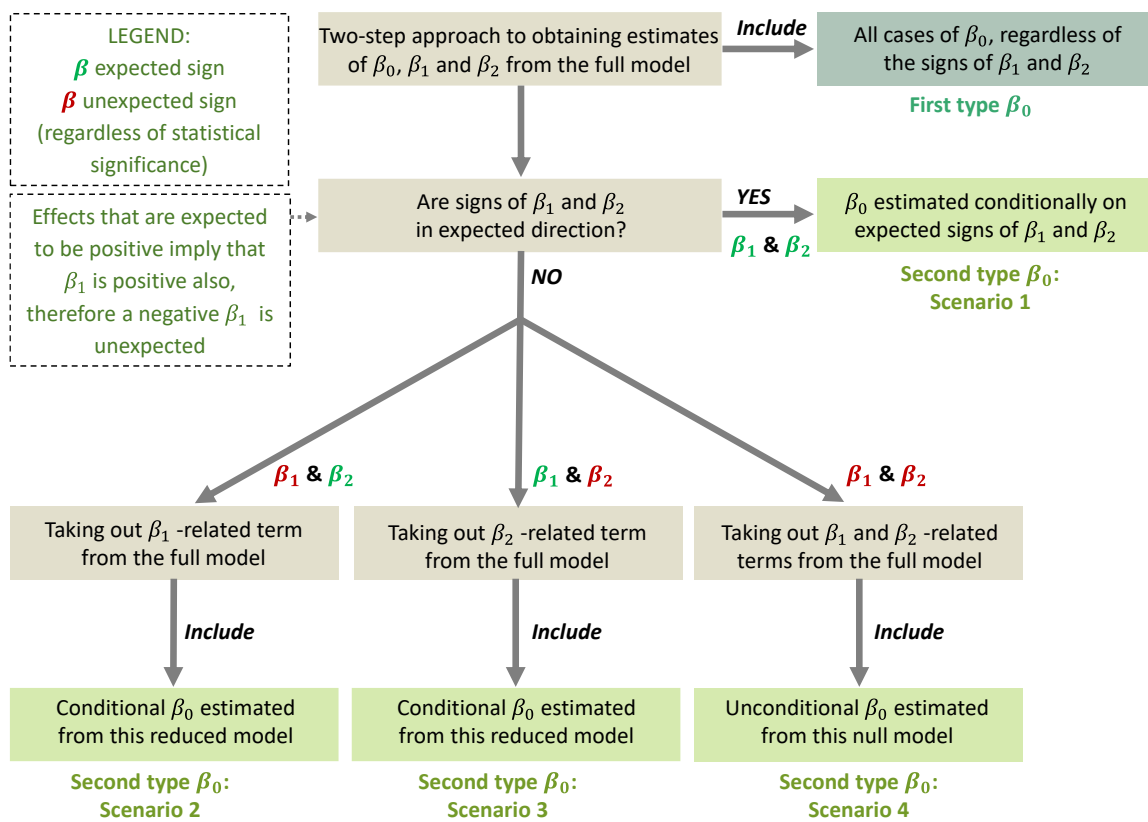 LEGEND:
β expected sign
β unexpected sign
(regardless of statistical
significance)
Two-step approach to obtaining estimates
of β₀, β₁ and β₂ from the full model
Include
All cases of β₀, regardless of
the signs of β₁ and β₂
First type β₀
Effects that are expected
to be positive imply that
β₁ is positive also,
therefore a negative β₁ is
unexpected
Are signs of β₁ and β₂
in expected direction?
YES
β₁ & β₂
β₀ estimated conditionally on
expected signs of β₁ and β₂
Second type β₀:
Scenario 1
NO
β₁ & β₂
β₁ & β₂
β₁ & β₂
Taking out β₁ -related term
from the full model
Taking out β₂ -related term
from the full model
Taking out β₁ and β₂ -related
terms from the full model
Include
Include
Include
Conditional β₀ estimated
from this reduced model
Conditional β₀ estimated
from this reduced model
Unconditional β₀ estimated
from this null model
Second type β₀:
Scenario 2
Second type β₀:
Scenario 3
Second type β₀:
Scenario 4